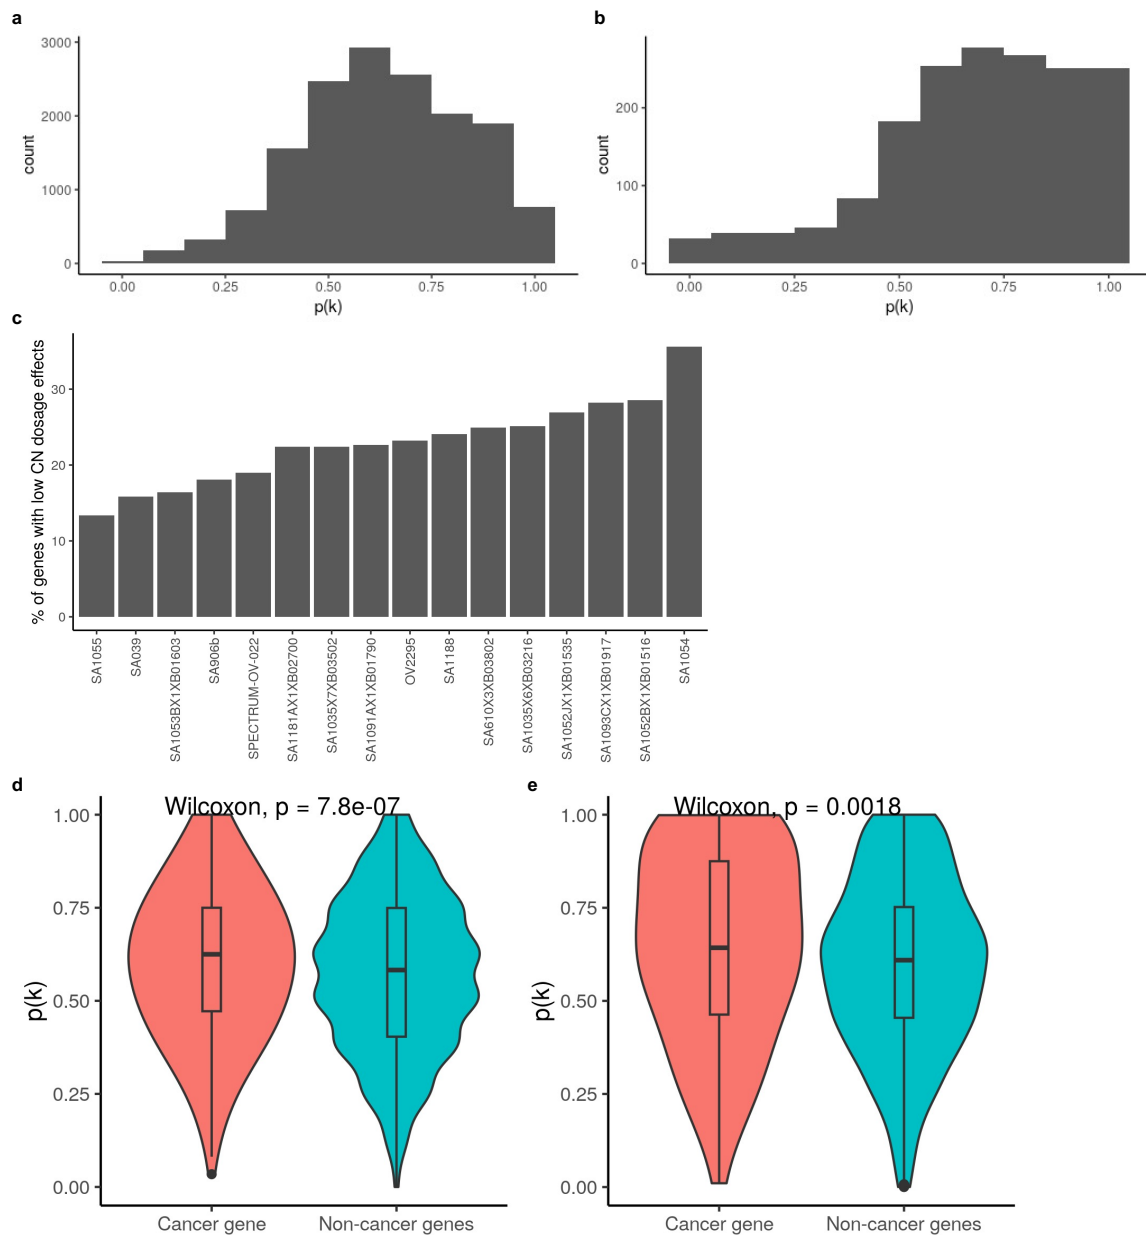 a
3000
2000
1000
0
count
0.00 0.25 0.50 0.75 1.00
p(k)
b
200
100
0
count
0.00 0.25 0.50 0.75 1.00
p(k)
c
% of genes with low CN dosage effects
30
20
10
0
SA1055
SA039
SA1053BX1XB01603
SA906b
SPECTRUM-OV-022
SA1181AX1XB02700
SA1035X7XB03502
SA1091AX1XB01790
OV2295
SA1188
SA610X3XB03802
SA1035X6XB03216
SA1052JX1XB01535
SA1093CX1XB01917
SA1052BX1XB01516
SA1054
d
Wilcoxon, p = 7.8e-07
1.00
0.75
0.50
0.25
0.00
p(k)
Cancer gene Non-cancer genes
e
Wilcoxon, p = 0.0018
1.00
0.75
0.50
0.25
0.00
p(k)
Cancer gene Non-cancer genes